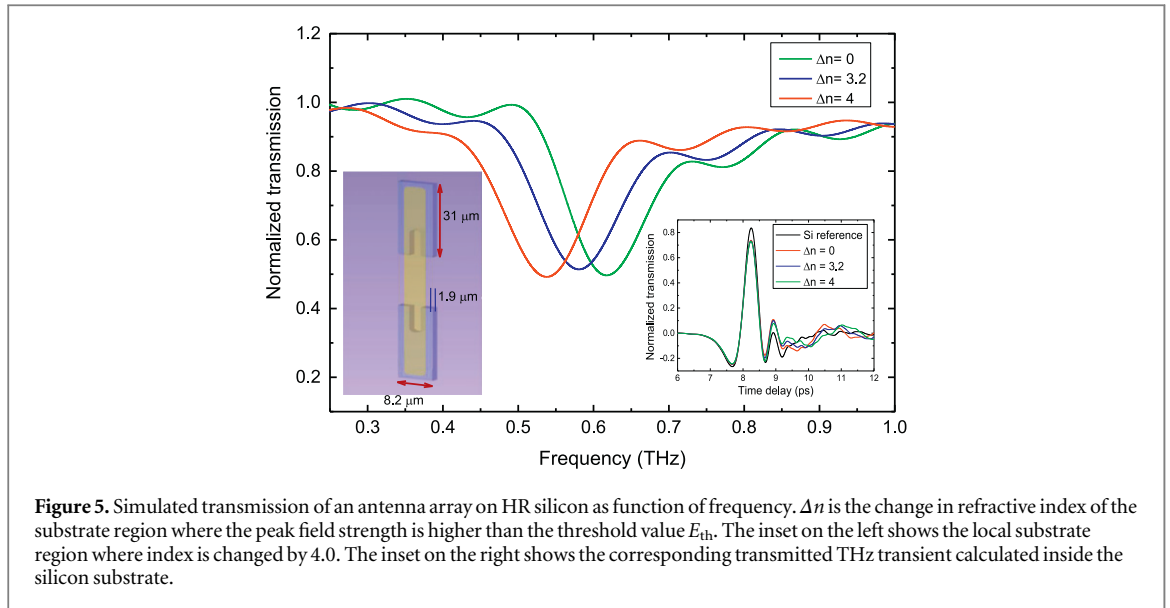 1.2
1.0
0.8
0.6
0.4
0.2
Normalized transmission
Δn= 0
Δn= 3.2
Δn= 4
31 μm
1.9 μm
8.2 μm
0.8
0.6
0.4
0.2
0.0
-0.2
Normalized transmission
Si reference
Δn = 0
Δn = 3.2
Δn = 4
6 7 8 9 10 11 12
Time delay (ps)
0.3 0.4 0.5 0.6 0.7 0.8 0.9 1.0
Frequency (THz)
Figure 5. Simulated transmission of an antenna array on HR silicon as function of frequency. Δn is the change in refractive index of the
substrate region where the peak field strength is higher than the threshold value Eth. The inset on the left shows the local substrate
region where index is changed by 4.0. The inset on the right shows the corresponding transmitted THz transient calculated inside the
silicon substrate.